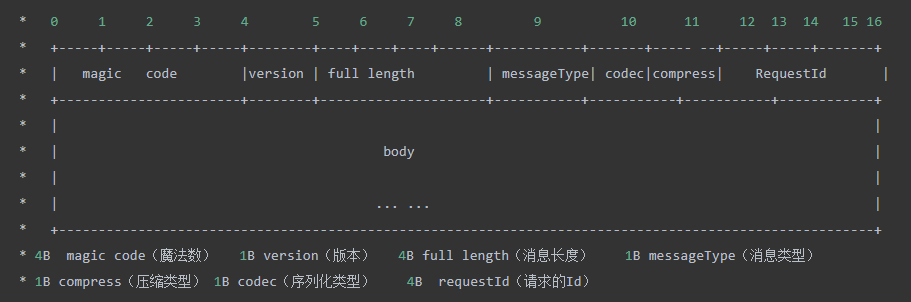 *   0     1     2     3     4        5     6     7     8         9          10      11     12  13   14   15 16
*   +-----+-----+-----+-----+--------+----+----+----+------+-----------+-------+----- --+-----+-----+-------+
*   |   magic   code        |version | full length         | messageType| codec|compress|    RequestId       |
*   +-----------------------+--------+---------------------+-----------+-----------+-----------+------------+
*   |                                                                                                       |
*   |                                         body                                                          |
*   |                                                                                                       |
*   |                                        ... ...                                                        |
*   +-------------------------------------------------------------------------------------------------------+
* 4B  magic code（魔法数）   1B version（版本）   4B full length（消息长度）    1B messageType（消息类型）
* 1B compress（压缩类型） 1B codec（序列化类型）    4B  requestId（请求的Id）